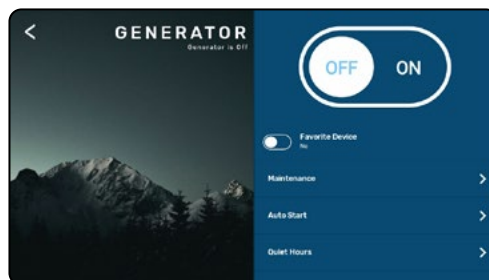 GENERATOR
Generator is Off
OFF ON
Favorite Device
No
Maintenance
Auto Start
Quiet Hours